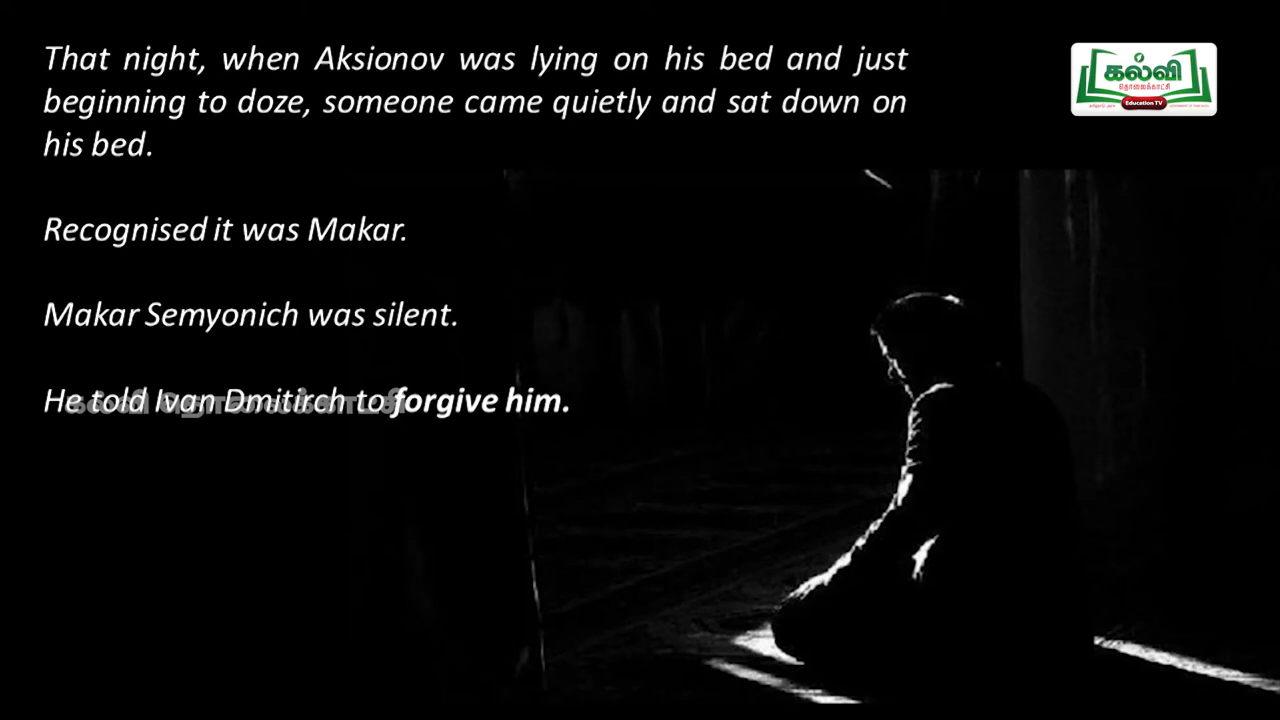 That night, when Aksionov was lying on his bed and just
beginning to doze, someone came quietly and sat down on
his bed.
Recognised it was Makar.
Makar Semyonich was silent.
He told Ivan Dmitirch to forgive him.
கல்வி
தொலைக்காட்சி
Education TV
கல்வி தொலைக்காட்சி